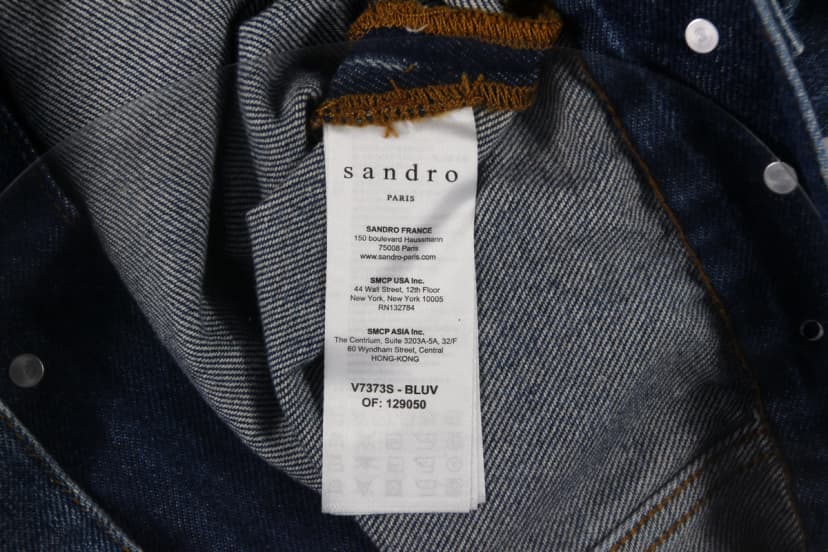 sandro
PARIS
SANDRO FRANCE
150 boulevard Haussmann
75008 Paris
www.sandro-paris.com
SMCP USA Inc.
44 Wall Street, 12th Floor
New York, New York 10005
RN132784
SMCP ASIA Inc.
The Centrium, Suite 3203A-5A, 32/F
60 Wyndham Street, Central
HONG-KONG
V7373S - BLUV
OF: 129050